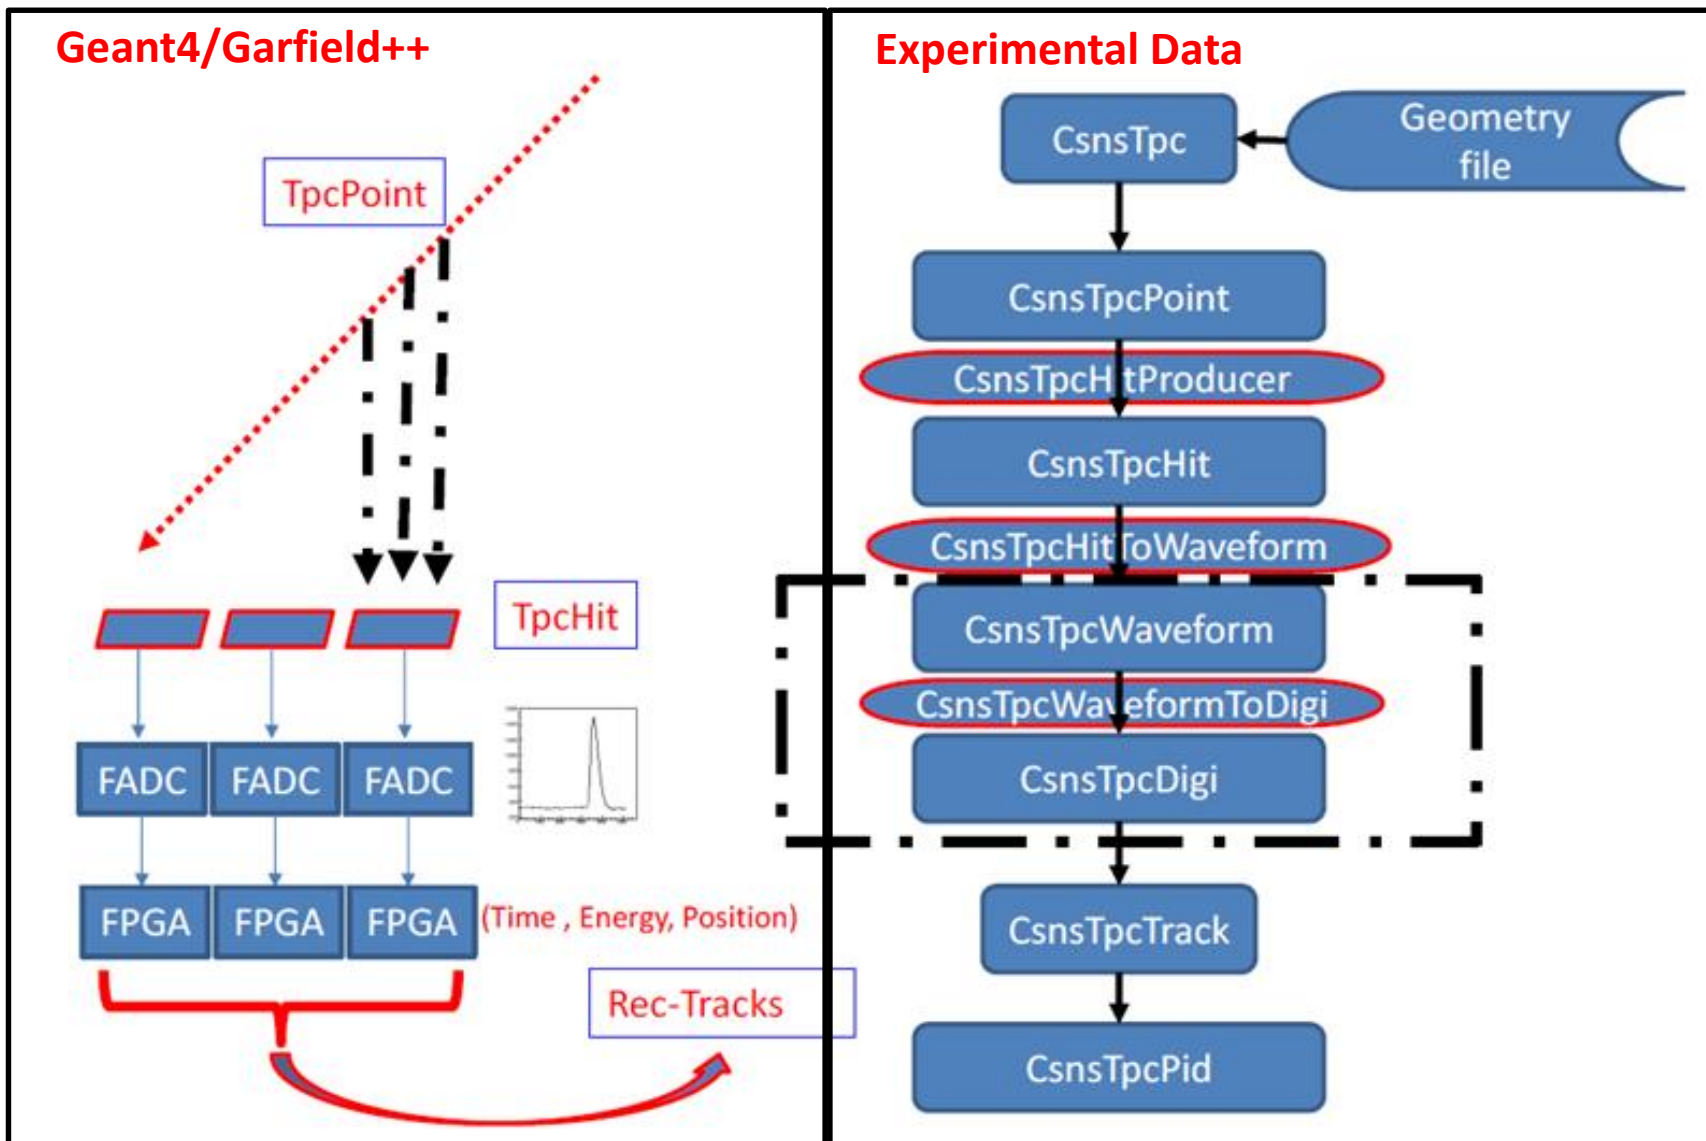 Geant4/Garfield++
TpcPoint
TpcHit
FADC FADC FADC
FPGA FPGA FPGA
(Time , Energy, Position)
Rec-Tracks
Experimental Data
CsnsTpc
Geometry
file
CsnsTpcPoint
CsnsTpcHitProducer
CsnsTpcHit
CsnsTpcHitToWaveform
CsnsTpcWaveform
CsnsTpcWaveformToDigi
CsnsTpcDigi
CsnsTpcTrack
CsnsTpcPid